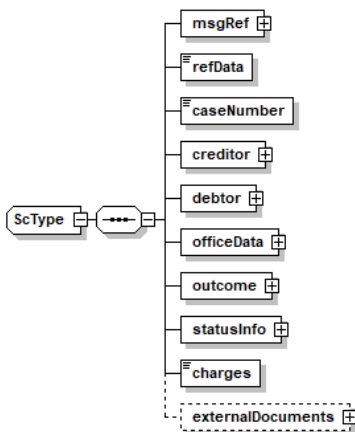 msgRef
refData
caseNumber
creditor
debtor
ScType
officeData
outcome
statusInfo
charges
externalDocuments